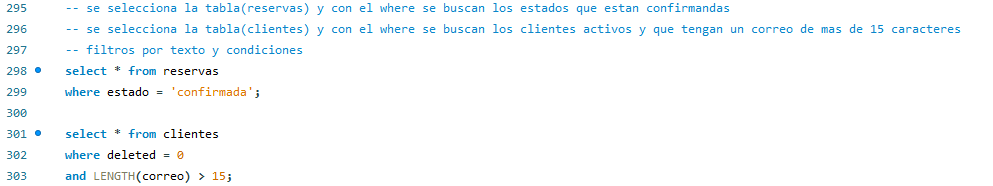 295 -- se selecciona la tabla(reservas) y con el where se buscan los estados que estan confirmandas
296 -- se selecciona la tabla(clientes) y con el where se buscan los clientes activos y que tengan un correo de mas de 15 caracteres
297 -- filtros por texto y condiciones
298 select * from reservas
299 where estado = 'confirmada';
300
301 select * from clientes
302 where deleted = 0
303 and LENGTH(correo) > 15;